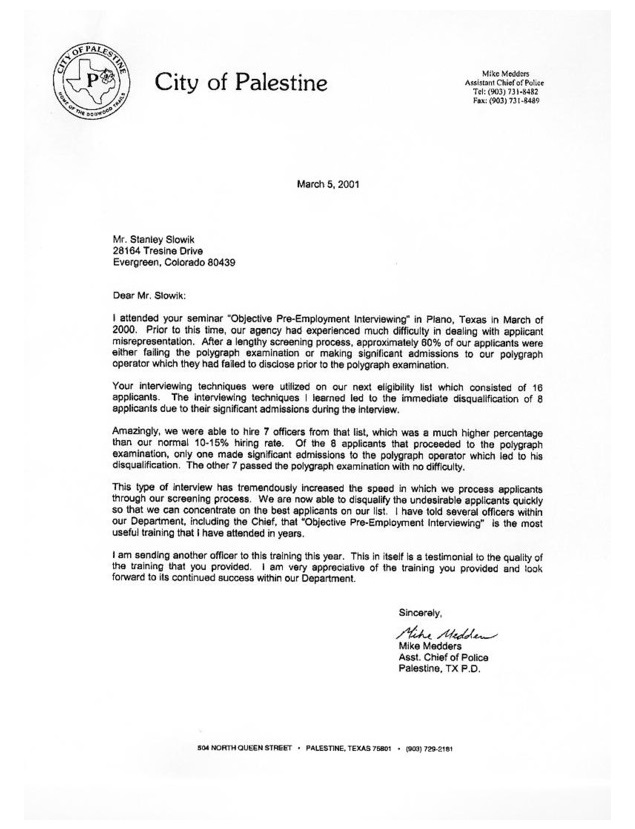 CITY OF PALESTINE
P
HOME OF THE DOGWOOD TRAILS
City of Palestine
Mike Medders
Assistant Chief of Police
Tel: (903) 731-8482
Fax: (903) 731-8489
March 5, 2001
Mr. Stanley Slowik
28164 Tresine Drive
Evergreen, Colorado 80439
Dear Mr. Slowik:
I attended your seminar "Objective Pre-Employment Interviewing" in Plano, Texas in March of
2000. Prior to this time, our agency had experienced much difficulty in dealing with applicant
misrepresentation. After a lengthy screening process, approximately 60% of our applicants were
either failing the polygraph examination or making significant admissions to our polygraph
operator which they had failed to disclose prior to the polygraph examination.
Your interviewing techniques were utilized on our next eligibility list which consisted of 16
applicants. The interviewing techniques I learned led to the immediate disqualification of 8
applicants due to their significant admissions during the interview.
Amazingly, we were able to hire 7 officers from that list, which was a much higher percentage
than our normal 10-15% hiring rate. Of the 8 applicants that proceeded to the polygraph
examination, only one made significant admissions to the polygraph operator which led to his
disqualification. The other 7 passed the polygraph examination with no difficulty.
This type of interview has tremendously increased the speed in which we process applicants
through our screening process. We are now able to disqualify the undesirable applicants quickly
so that we can concentrate on the best applicants on our list. I have told several officers within
our Department, including the Chief, that "Objective Pre-Employment Interviewing" is the most
useful training that I have attended in years.
I am sending another officer to this training this year. This in itself is a testimonial to the quality of
the training that you provided. I am very appreciative of the training you provided and look
forward to its continued success within our Department.
Sincerely,
Mike Medders
Mike Medders
Asst. Chief of Police
Palestine, TX P.D.
504 NORTH QUEEN STREET • PALESTINE, TEXAS 75801 • (903) 729-2181